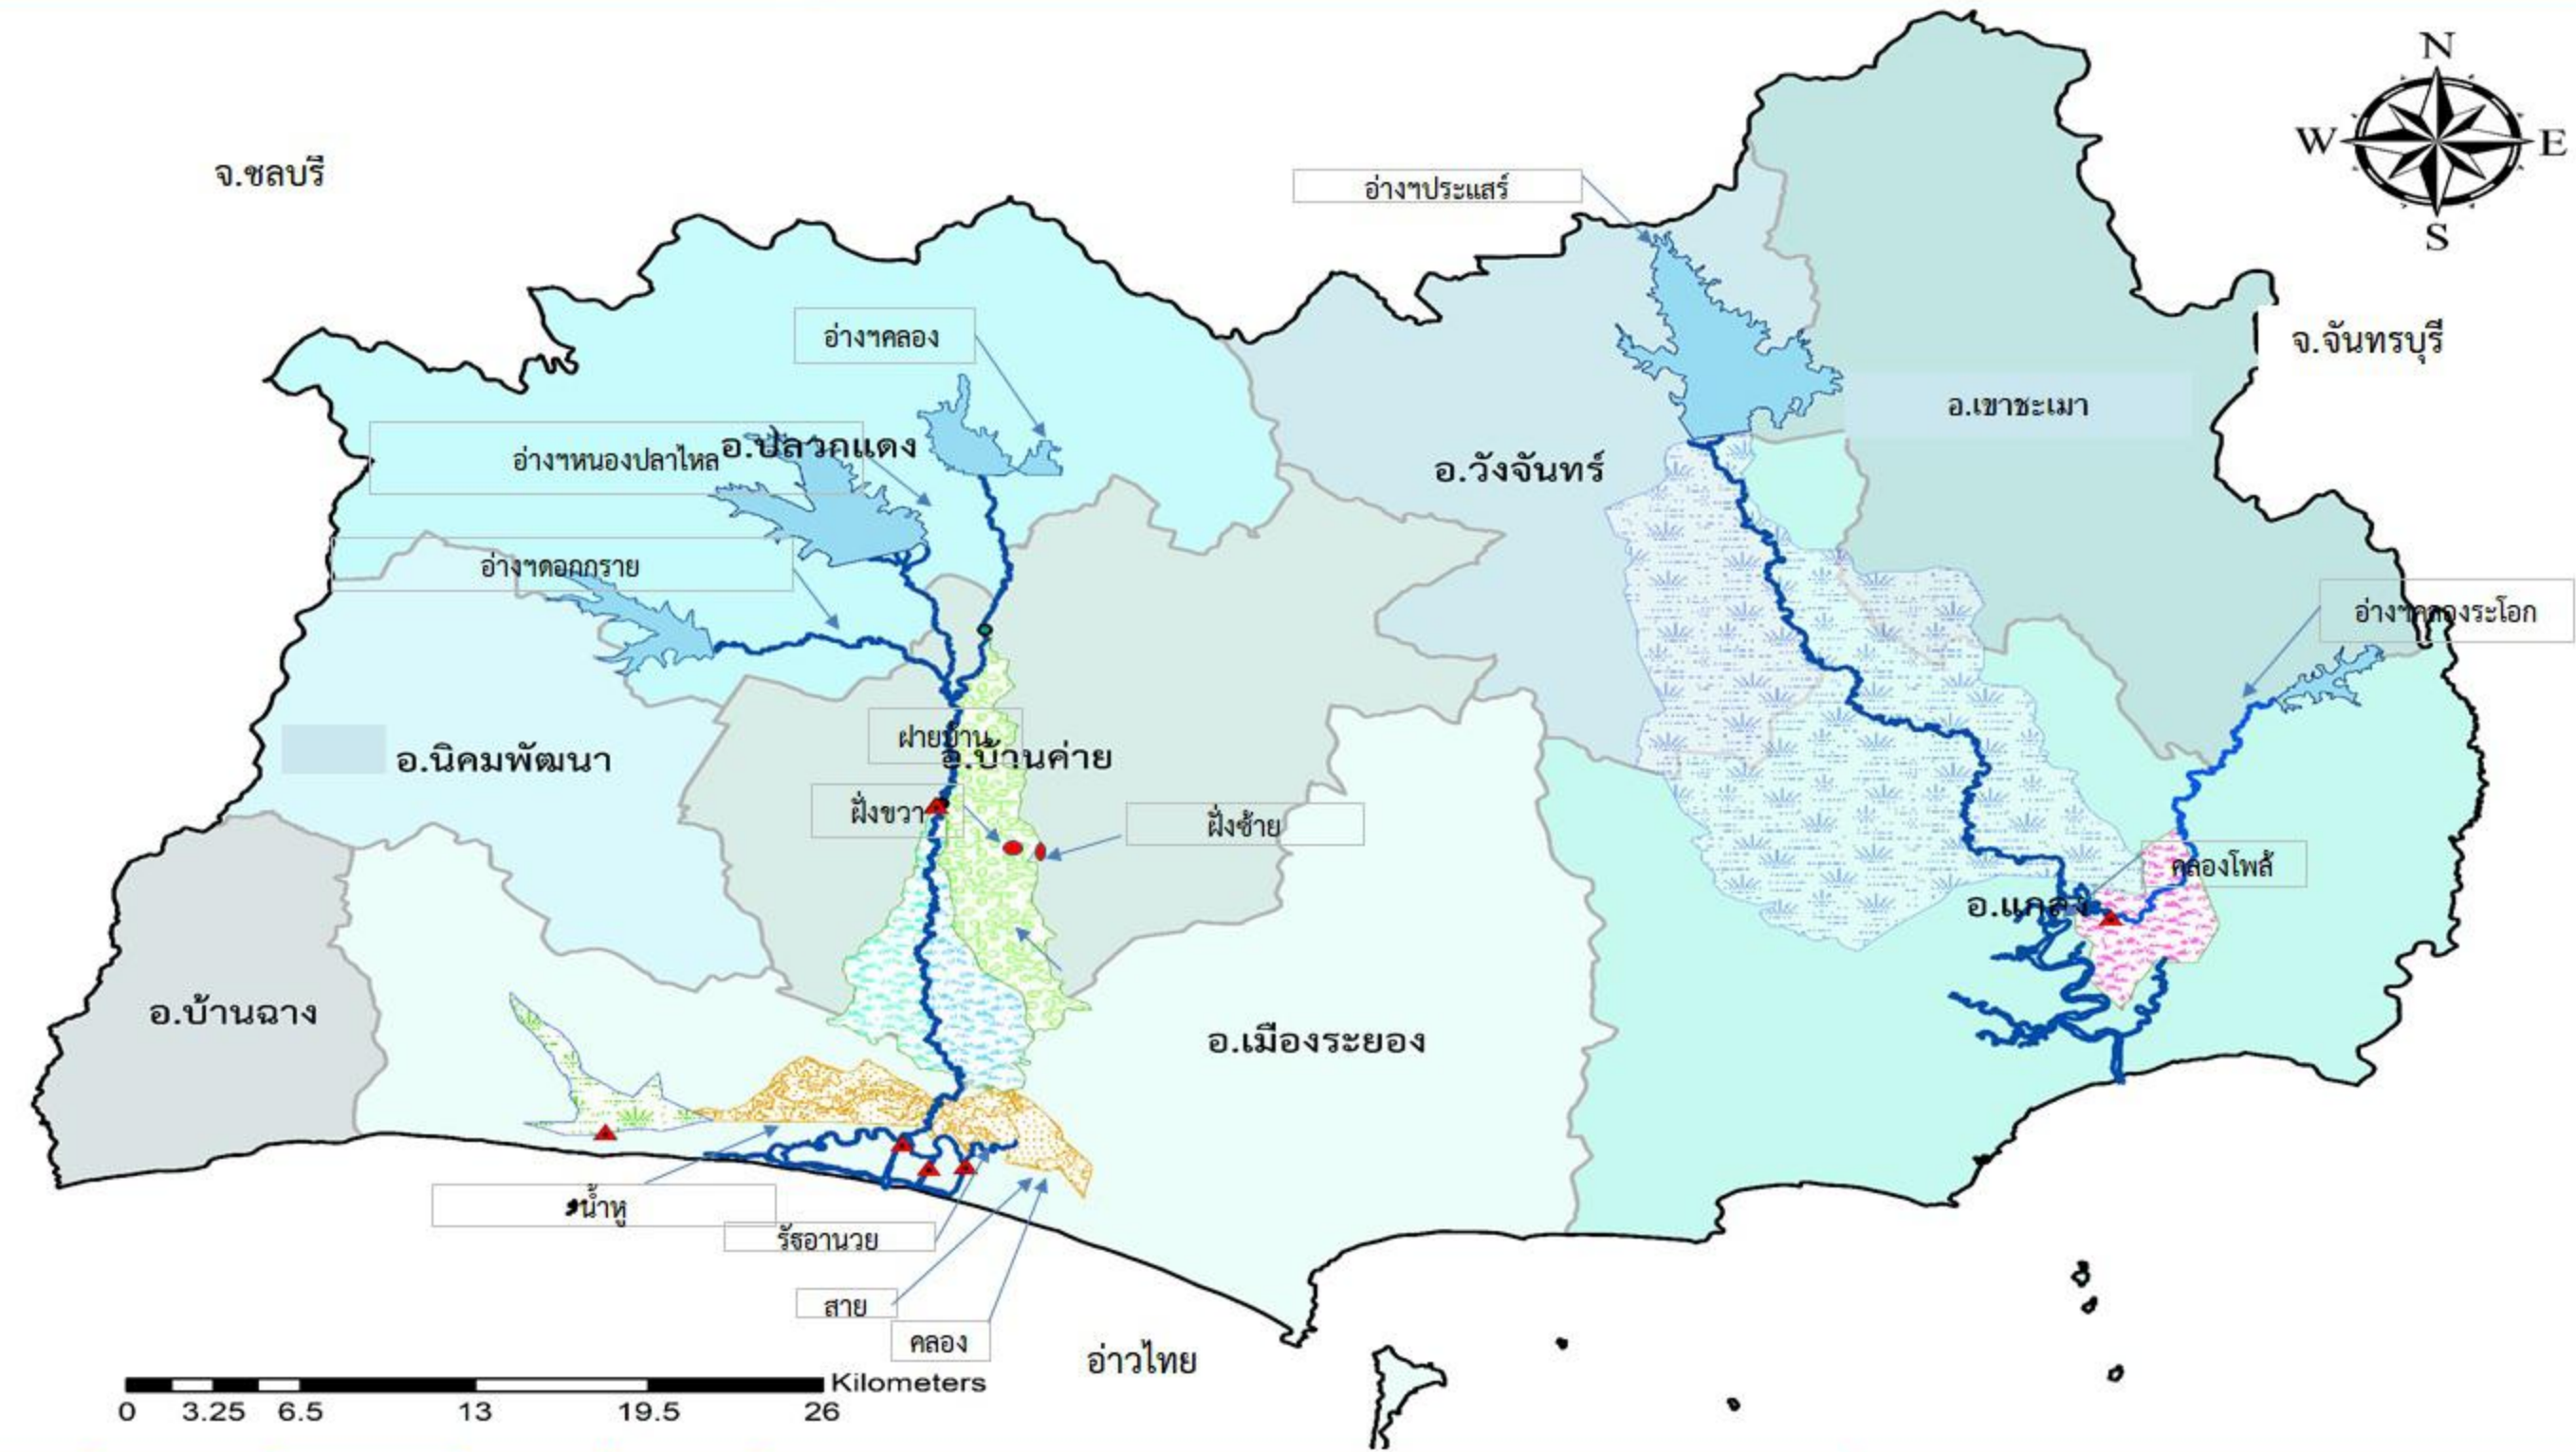 N
จ.ชลบุรี
W
E
อ่างฯประแสร์
S
อ่างฯคลอง
จ.จันทรบุรี
อ.เขาชะเมา
อ.ปลวกแดง
อ่างฯหนองปลาไหล
อ.วังจันทร์
อ่างฯดอกกราย
อ่างฯคลองระโอก
ฝายบ้าน
อ.บ้านค่าย
อ.นิคมพัฒนา
ฝั่งขวา
ฝั่งซ้าย
คลองโพล้
อ.แกลง
อ.บ้านฉาง
อ.เมืองระยอง
น้ำหู
รัฐอานวย
สาย
คลอง
อ่าวไทย
Kilometers
0 3.25 6.5 13 19.5 26